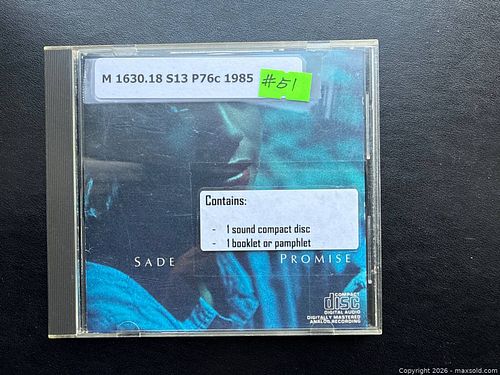 M 1630.18 S13 P76c 1985
#51
Contains:
- 1 sound compact disc
- 1 booklet or pamphlet
SADE PROMISE
COMPACT
disc
DIGITAL AUDIO
DIGITALLY MASTERED
ANALOG RECORDING
Copyright 2026 - maxsold.com